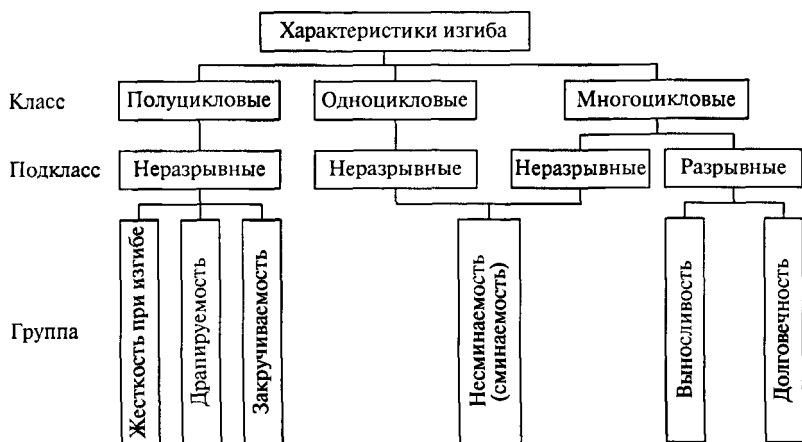 Характеристики изгиба
Класс
Полуцикловые
Одноцикловые
Многоцикловые
Подкласс
Неразрывные
Неразрывные
Неразрывные
Разрывные
Группа
Жесткость при изгибе
Драпируемость
Закручиваемость
Несминаемость
(сминаемость)
Выносливость
Долговечность